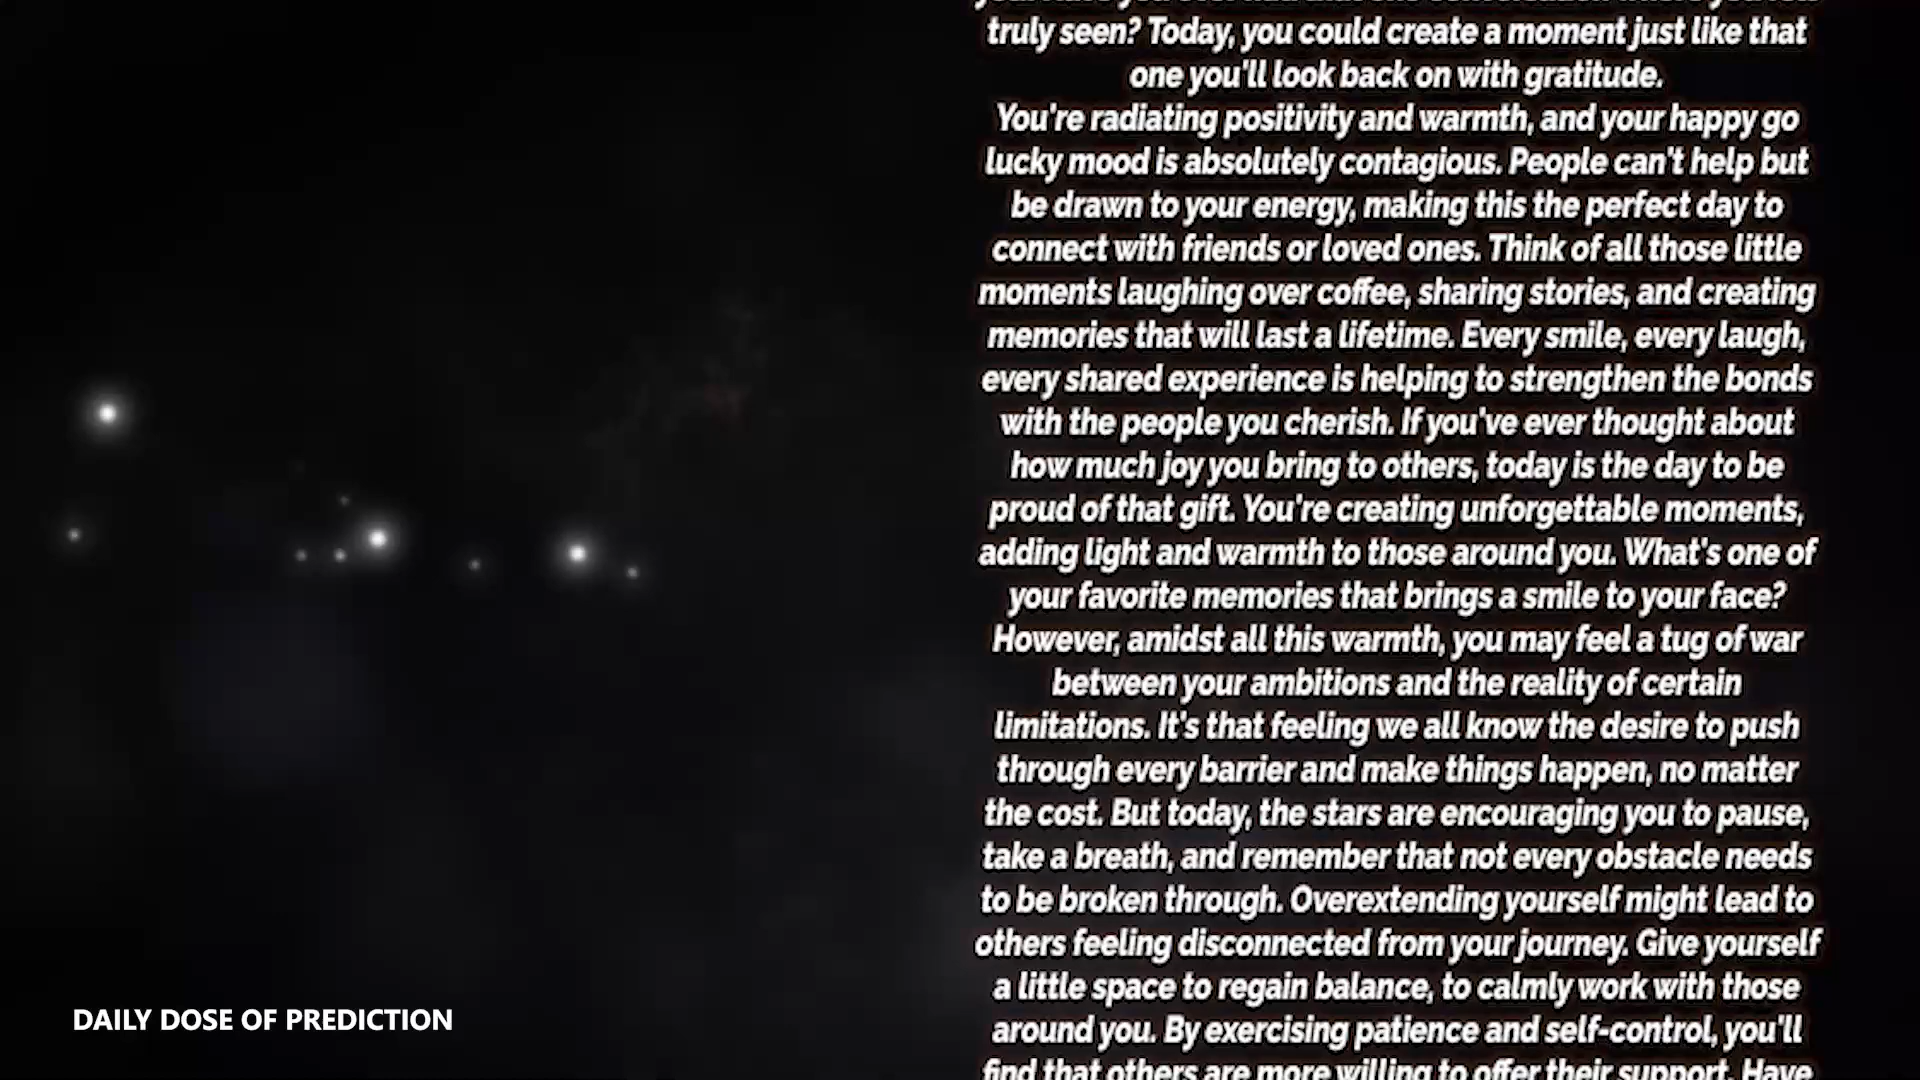 truly seen? Today, you could create a moment just like that
one you'll look back on with gratitude.
You're radiating positivity and warmth, and your happy go
lucky mood is absolutely contagious. People can't help but
be drawn to your energy, making this the perfect day to
connect with friends or loved ones. Think of all those little
moments laughing over coffee, sharing stories, and creating
memories that will last a lifetime. Every smile, every laugh,
every shared experience is helping to strengthen the bonds
with the people you cherish. If you've ever thought about
how much joy you bring to others, today is the day to be
proud of that gift. You're creating unforgettable moments,
adding light and warmth to those around you. What's one of
your favorite memories that brings a smile to your face?
However, amidst all this warmth, you may feel a tug of war
between your ambitions and the reality of certain
limitations. It's that feeling we all know the desire to push
through every barrier and make things happen, no matter
the cost. But today, the stars are encouraging you to pause,
take a breath, and remember that not every obstacle needs
to be broken through. Overextending yourself might lead to
others feeling disconnected from your journey. Give yourself
a little space to regain balance, to calmly work with those
around you. By exercising patience and self-control, you'll
find that others are more willing to offer their support. Have
DAILY DOSE OF PREDICTION